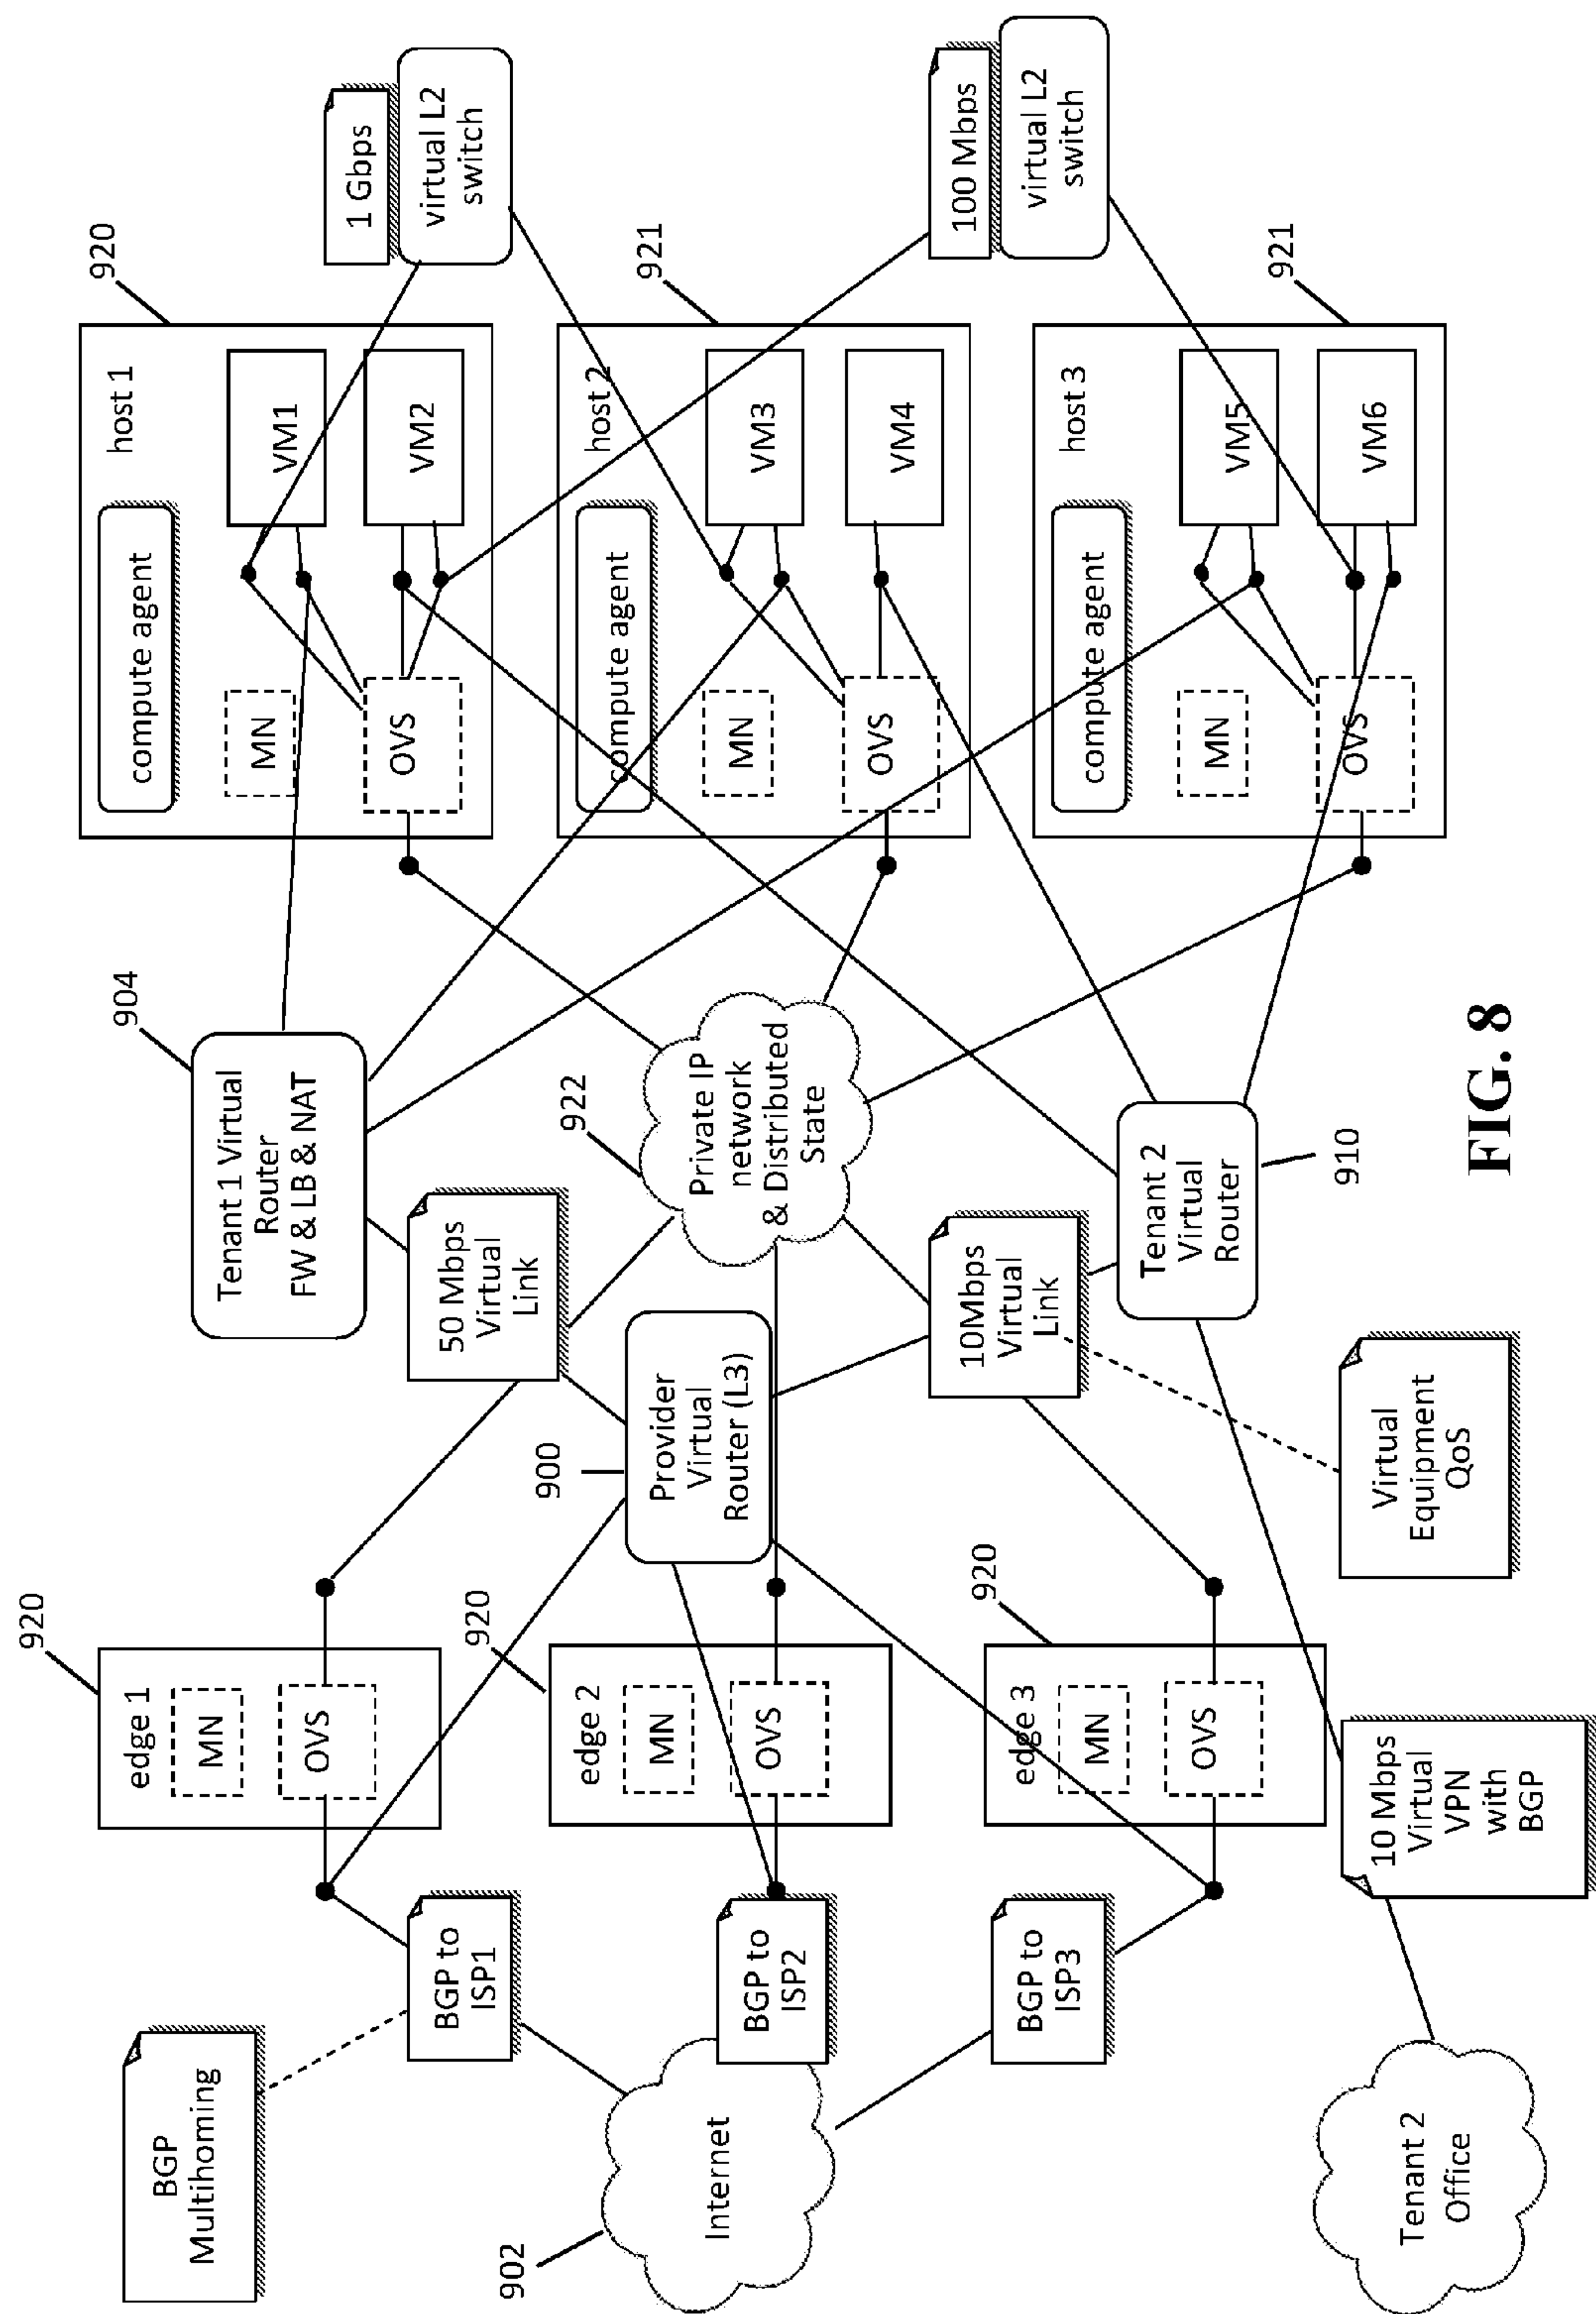 BGP
Multihoming
902
Internet
Tenant 2
Office
BGP to
ISP1
BGP to
ISP2
BGP to
ISP3
10 Mbps
Virtual
VPN
with
BGP
920
edge 1
MN
OVS
920
edge 2
MN
OVS
920
edge 3
MN
OVS
900
Provider
Virtual
Router (L3)
50 Mbps
Virtual
Link
10Mbps
Virtual
Link
Virtual
Equipment
QoS
904
Tenant 1 Virtual
Router
FW & LB & NAT
922
Private IP
network
& Distributed
State
Tenant 2
Virtual
Router
910
920
host 1
compute agent
MN
OVS
VM1
VM2
921
host 2
compute agent
MN
OVS
VM3
VM4
921
host 3
compute agent
MN
OVS
VM5
VM6
1 Gbps
virtual L2
switch
100 Mbps
virtual L2
switch
FIG. 8